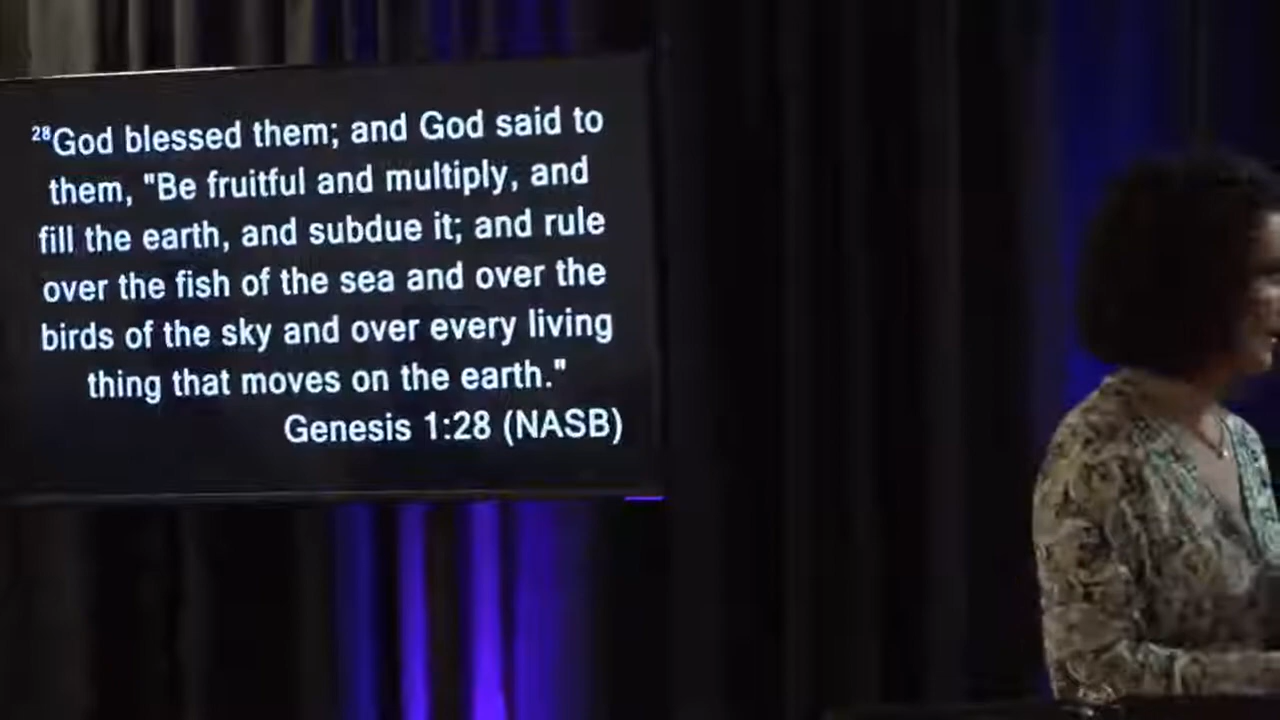 ²⁸God blessed them; and God said to
them, "Be fruitful and multiply, and
fill the earth, and subdue it; and rule
over the fish of the sea and over the
birds of the sky and over every living
thing that moves on the earth."
Genesis 1:28 (NASB)